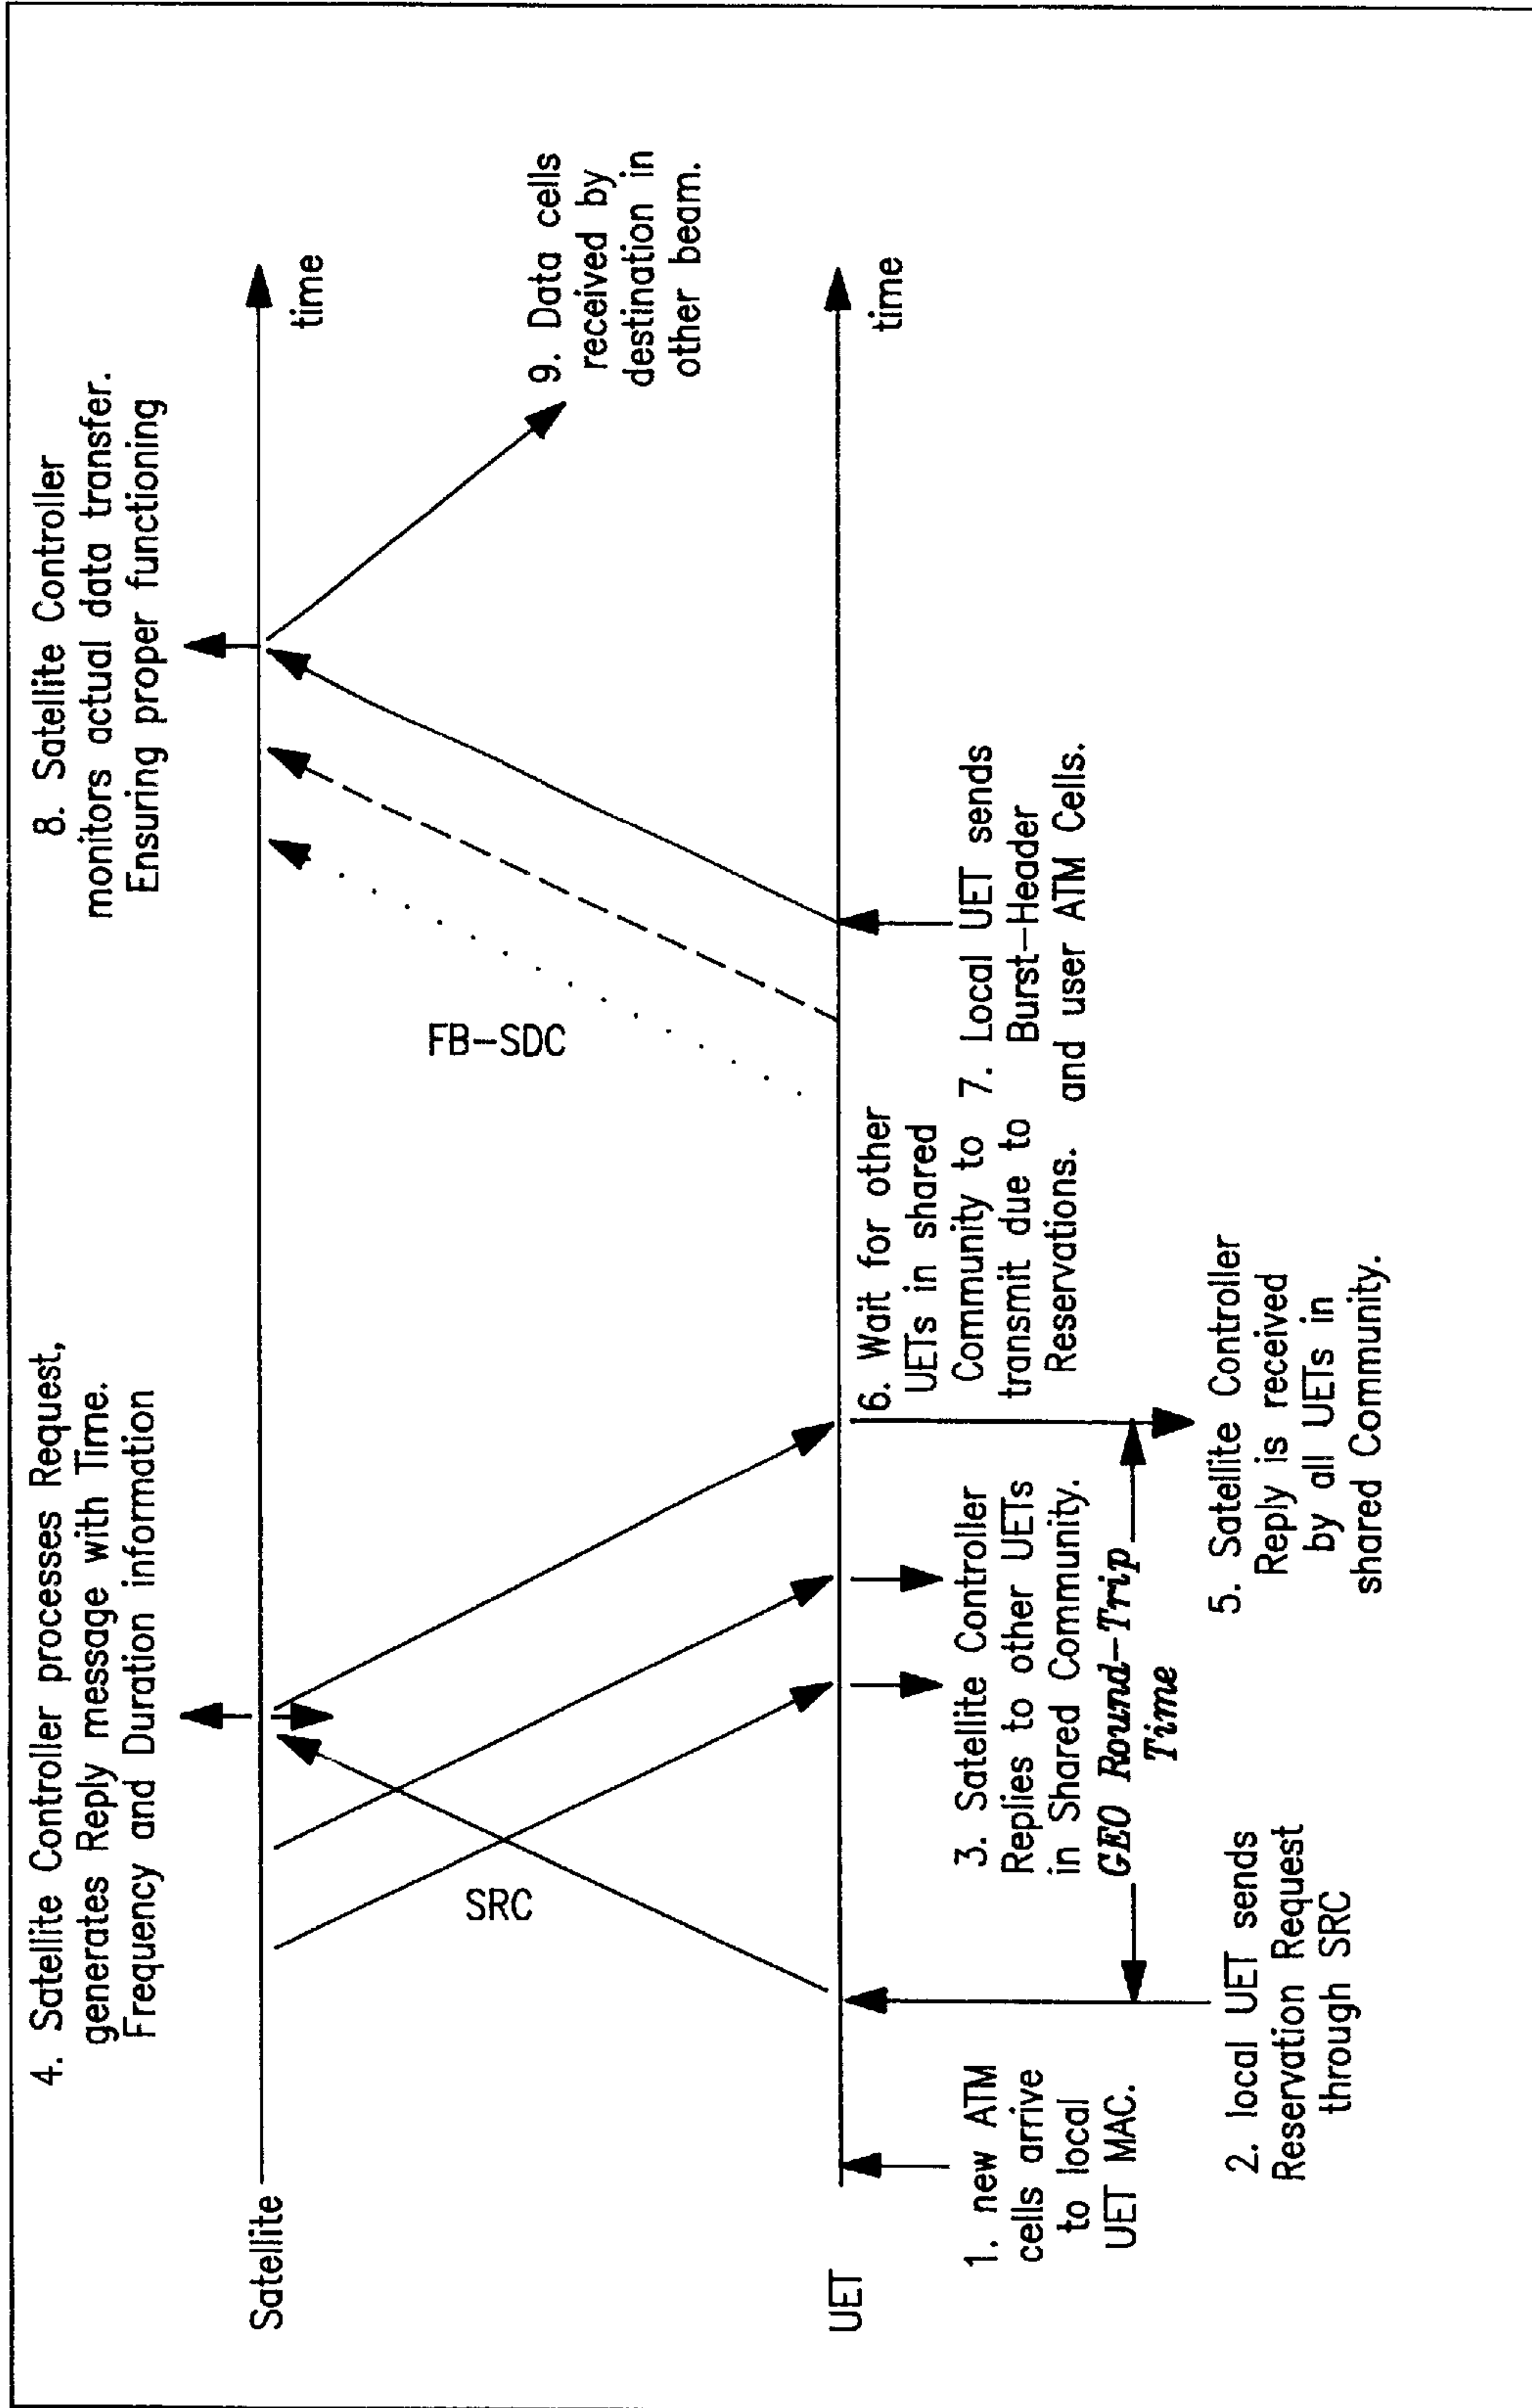 4. Satellite Controller processes Request,
generates Reply message with Time.
Frequency and Duration information
8. Satellite Controller
monitors actual data transfer.
Ensuring proper functioning
Satellite
time
SRC
FB-SDC
9. Data cells
received by
destination in
other beam.
UET
time
1. new ATM
cells arrive
to local
UET MAC.
2. local UET sends
Reservation Request
through SRC
3. Satellite Controller
Replies to other UETs
in Shared Community.
GEO Round-Trip
Time
5. Satellite Controller
Reply is received
by all UETs in
shared Community.
6. Wait for other
UETs in shared
Community to
transmit due to
Reservations.
7. Local UET sends
Burst-Header
and user ATM Cells.